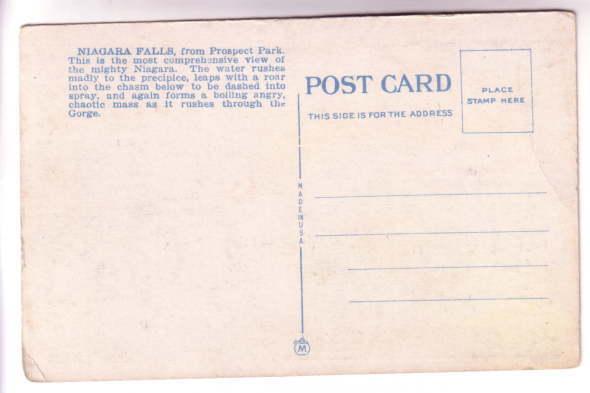 NIAGARA FALLS, from Prospect Park.
This is the most comprehensive view of
the mighty Niagara. The water rushes
madly to the precipice, leaps with a roar
into the chasm below to be dashed into
spray, and again forms a boiling angry,
chaotic mass as it rushes through the
Gorge.
POST CARD
THIS SIDE IS FOR THE ADDRESS
PLACE
STAMP HERE
MADE IN USA
M